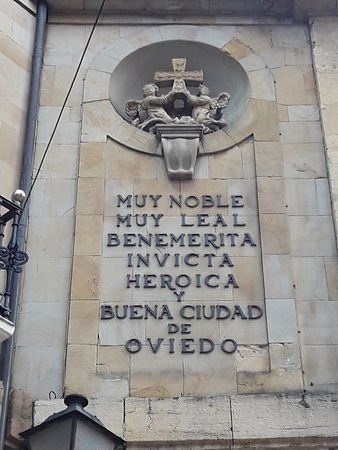 MUY NOBLE
MUY LEAL
BENEMERITA
INVICTA
HEROICA
Y
BUENA CIUDAD
DE
OVIEDO